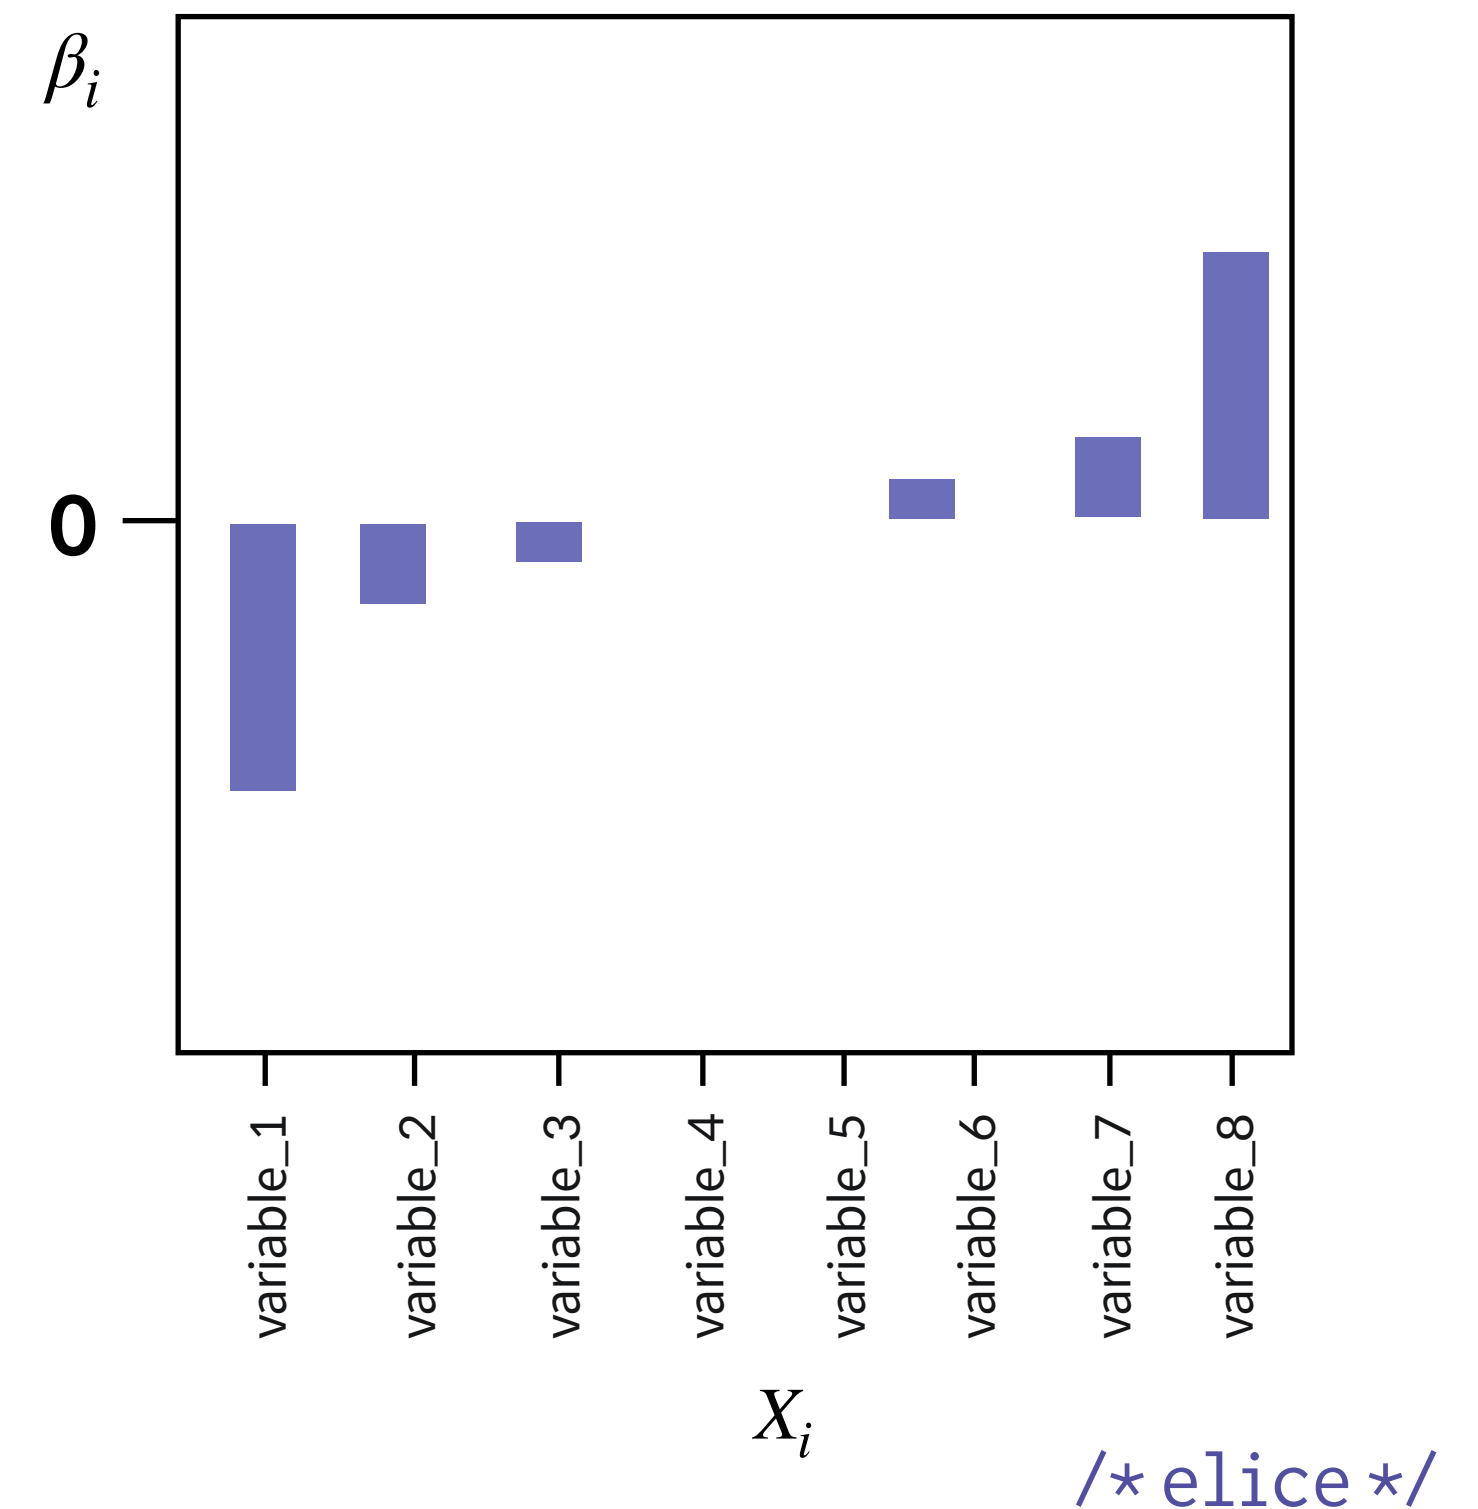 βi
0
variable_1
variable_2
variable_3
variable_4
variable_5
variable_6
variable_7
variable_8
Xi
/* elice */